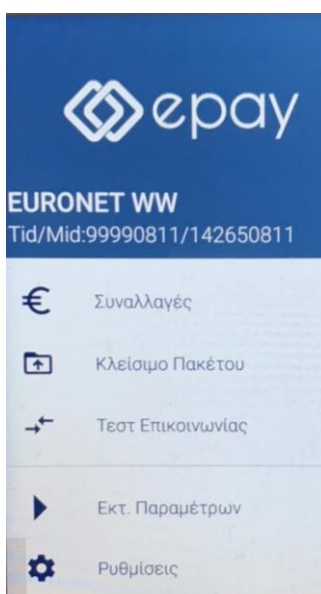 epay
EURONET WW
Tid/Mid:99990811/142650811
Συναλλαγές
Κλείσιμο Πακέτου
Τεστ Επικοινωνίας
Εκτ. Παραμέτρων
Ρυθμίσεις